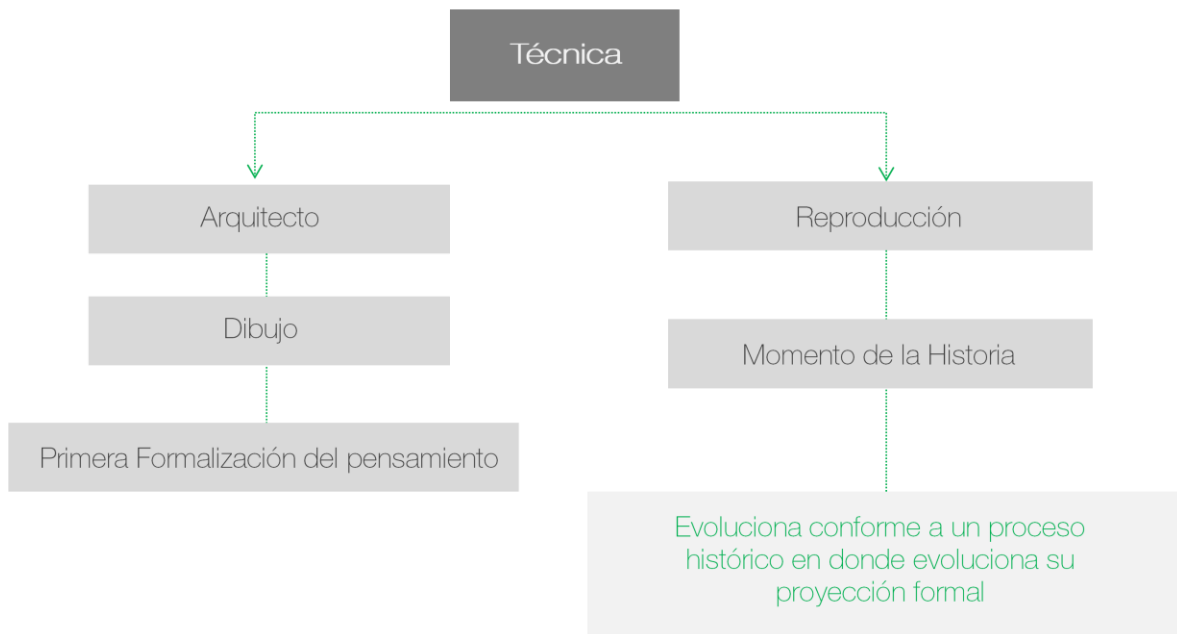 Técnica
Arquitecto
Dibujo
Primera Formalización del pensamiento
Reproducción
Momento de la Historia
Evoluciona conforme a un proceso
histórico en donde evoluciona su
proyección formal